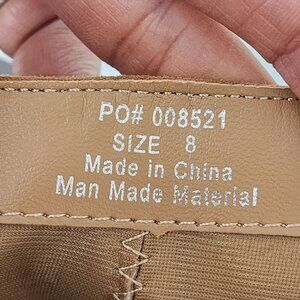 PO# 008521
SIZE 8
Made in China
Man Made Material